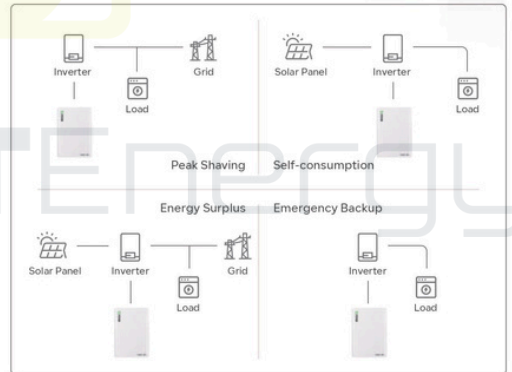 Inverter
Grid
Load
Peak Shaving
Solar Panel
Inverter
Load
Self-consumption
Energy Surplus
Solar Panel
Inverter
Grid
Load
Emergency Backup
Inverter
Load
TEnergy